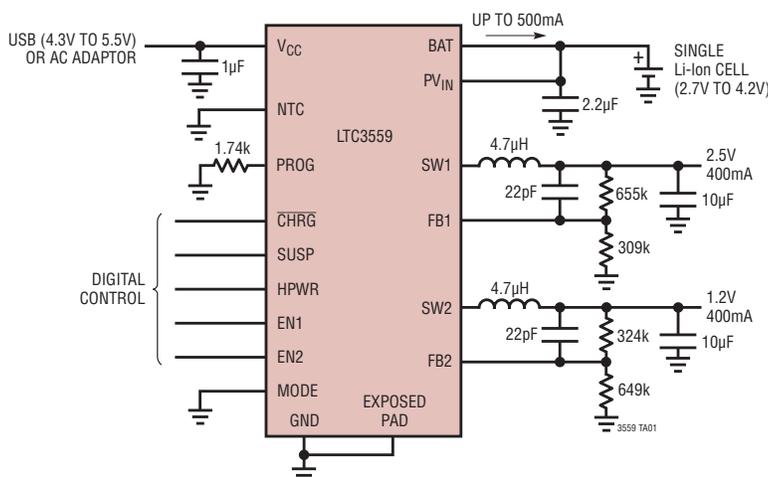 UP TO 500mA
USB (4.3V TO 5.5V)
OR AC ADAPTOR
1µF
VCC
BAT
+
SINGLE
Li-Ion CELL
(2.7V TO 4.2V)
PVIN
2.2µF
NTC
LTC3559
1.74k
PROG
SW1
4.7µH
2.5V
400mA
22pF
655k
10µF
CHRG
FB1
309k
SUSP
DIGITAL
CONTROL
HPWR
EN1
EN2
SW2
4.7µH
1.2V
400mA
22pF
324k
10µF
FB2
649k
MODE
GND
EXPOSED
PAD
3559 TA01